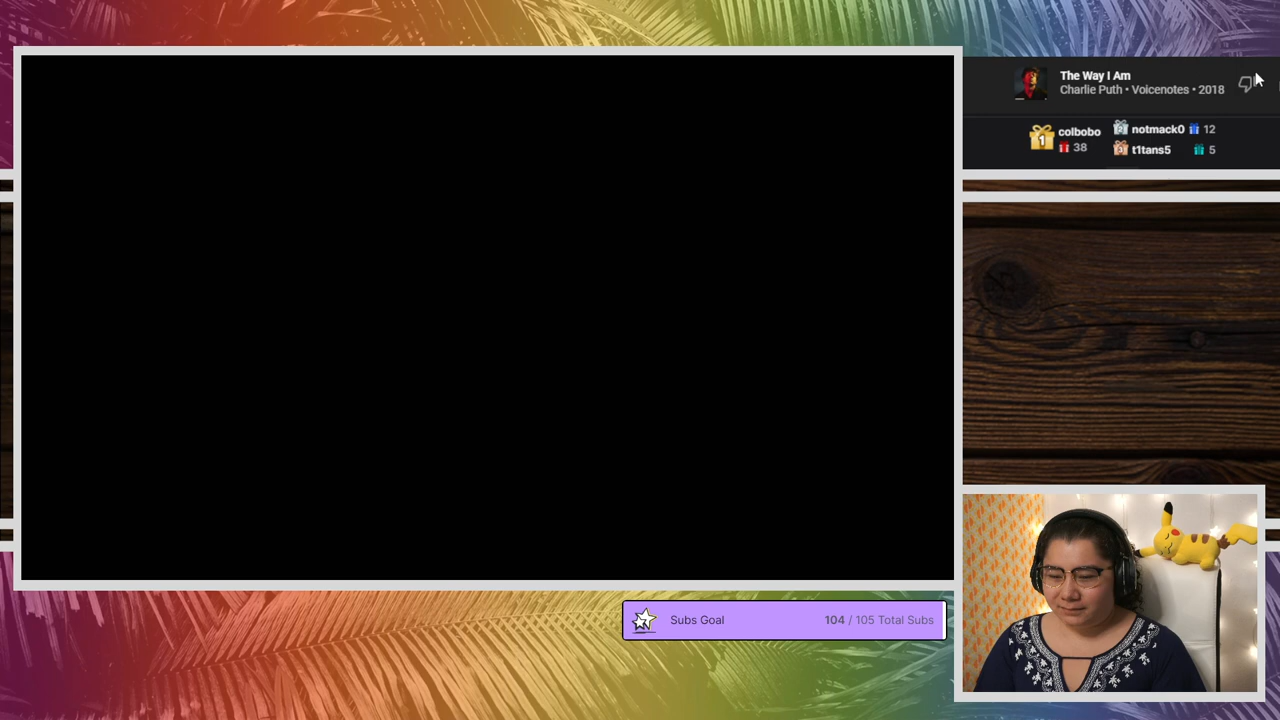 The Way I Am
Charlie Puth • Voicenotes • 2018
colbobo
38
notmack0 12
t1tans5 5
1
Subs Goal 104 / 105 Total Subs